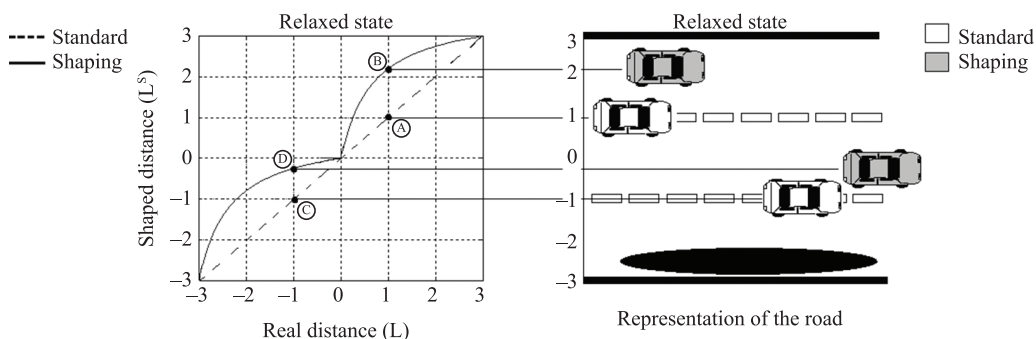 Relaxed state
Standard
Shaping
Shaped distance (L^S)
3
2
1
0
–1
–2
–3
B
A
D
C
–3 –2 –1 0 1 2 3
Real distance (L)
Relaxed state
3
2
1
0
–1
–2
–3
Representation of the road
Standard
Shaping